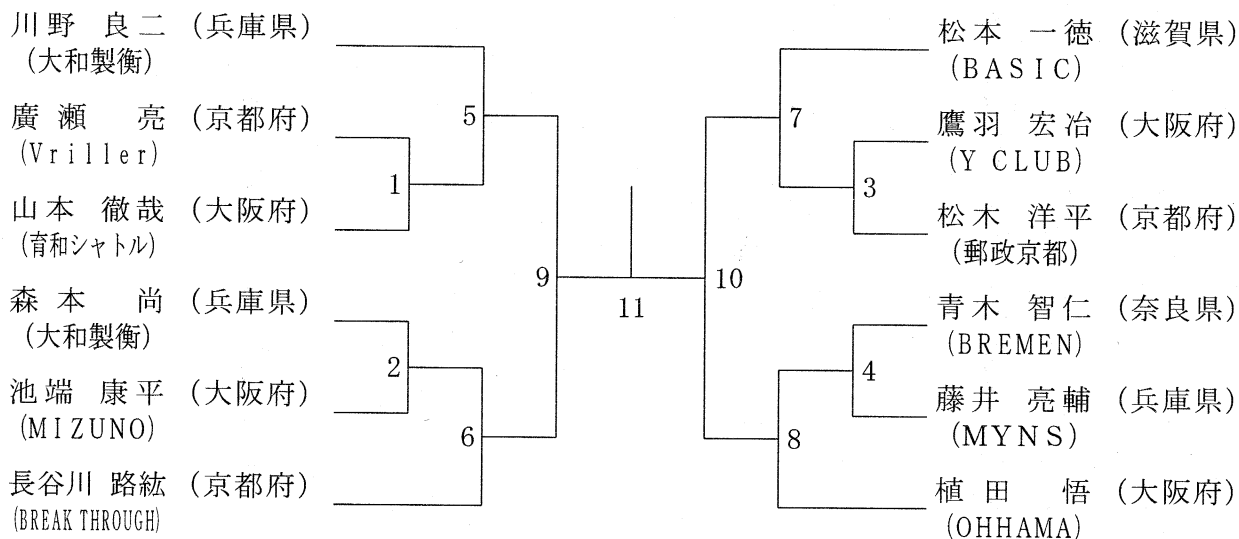 川野 良二 (兵庫県)
(大和製衡)
廣瀬 亮 (京都府)
(Vriller)
山本 徹哉 (大阪府)
(育和シャトル)
森本 尚 (兵庫県)
(大和製衡)
池端 康平 (大阪府)
(MIZUNO)
長谷川 路紘 (京都府)
(BREAK THROUGH)
5
1
9
2
6
11
7
3
10
4
8
松本 一徳 (滋賀県)
(BASIC)
鷹羽 宏冶 (大阪府)
(Y CLUB)
松木 洋平 (京都府)
(郵政京都)
青木 智仁 (奈良県)
(BREMEN)
藤井 亮輔 (兵庫県)
(MYNS)
植田 悟 (大阪府)
(OHHAMA)